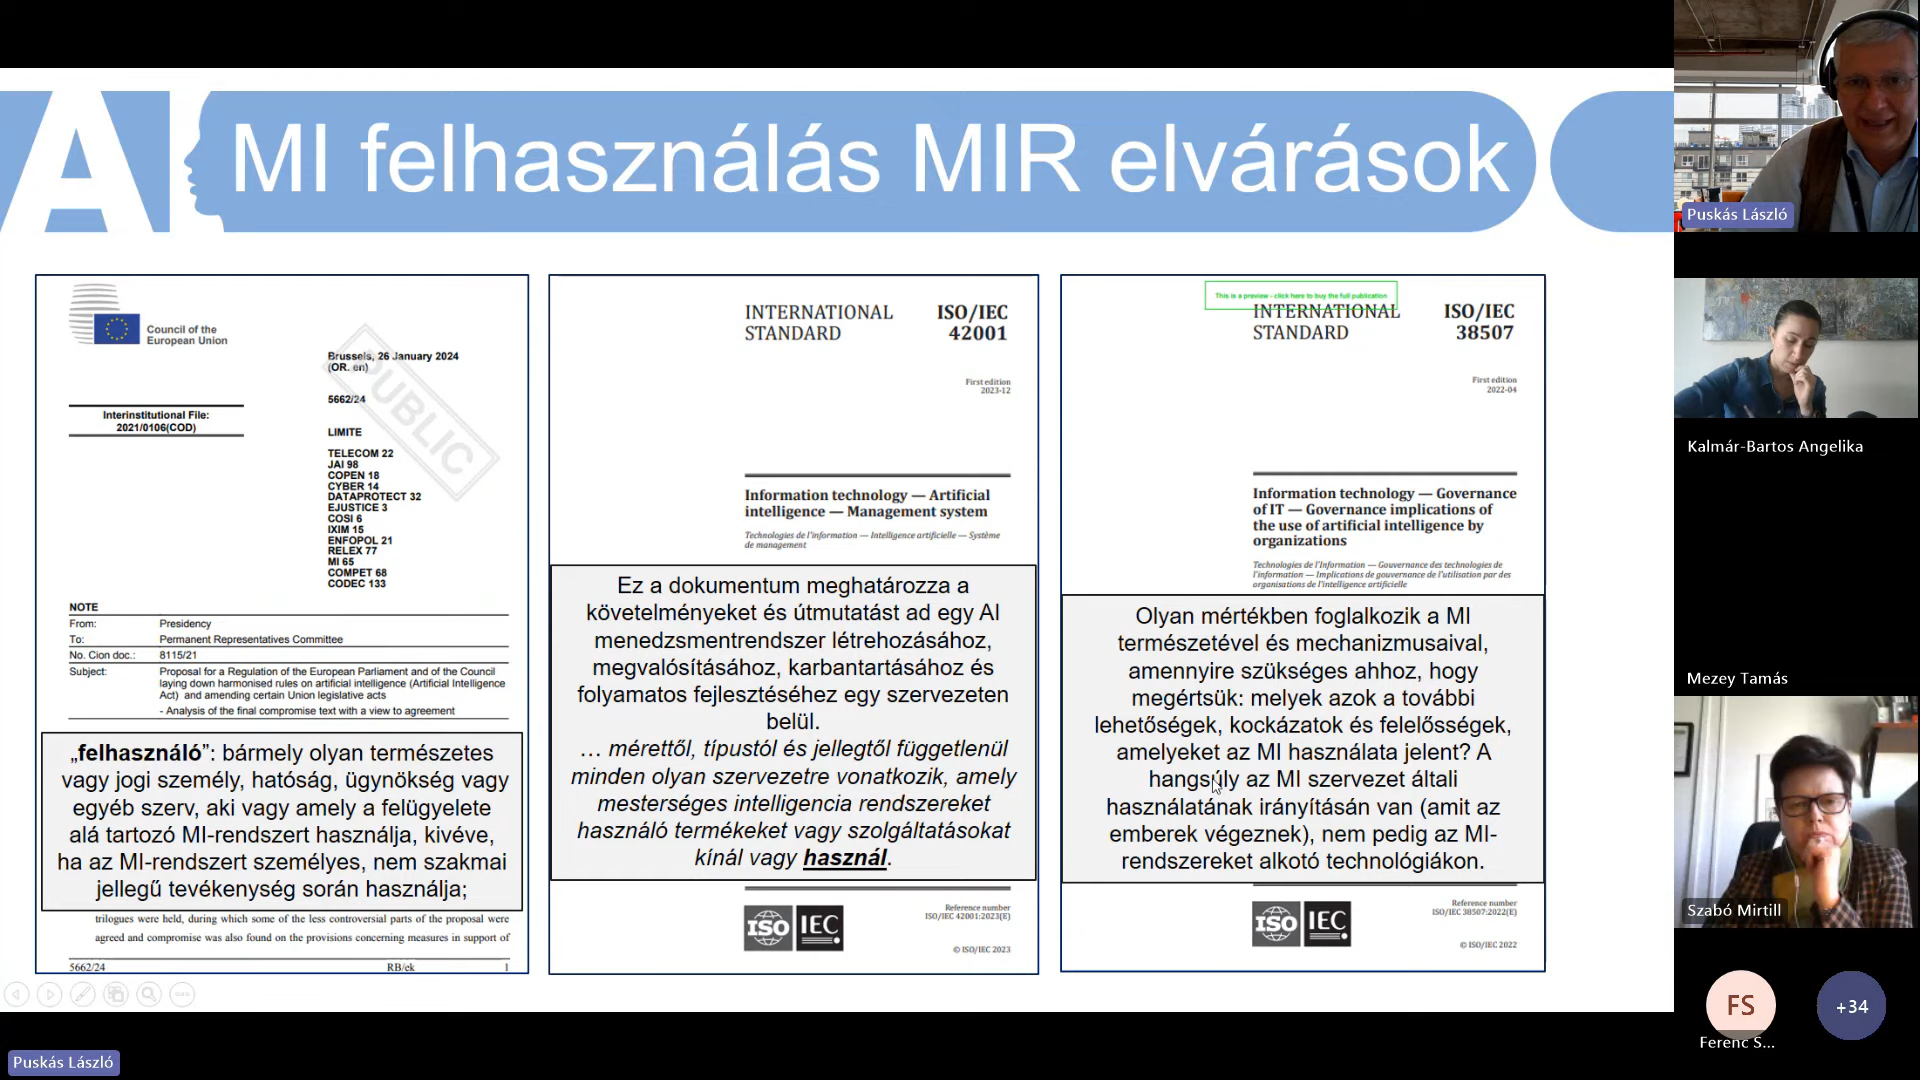 AI MI felhasználás MIR elvárások
Council of the
European Union
PUBLIC
Brussels, 26 January 2024
(OR. en)
5662/24
Interinstitutional File:
2021/0106(COD)
LIMITE
TELECOM 22
JAI 98
COPEN 18
CYBER 14
DATAPROTECT 32
EJUSTICE 3
COSI 6
IXIM 15
ENFOPOL 21
RELEX 77
MI 65
COMPET 68
CODEC 133
NOTE
From: Presidency
To: Permanent Representatives Committee
No. Cion doc.: 8115/21
Subject: Proposal for a Regulation of the European Parliament and of the Council
laying down harmonised rules on artificial intelligence (Artificial Intelligence
Act) and amending certain Union legislative acts
- Analysis of the final compromise text with a view to agreement
„felhasználó”: bármely olyan természetes
vagy jogi személy, hatóság, ügynökség vagy
egyéb szerv, aki vagy amely a felügyelete
alá tartozó MI-rendszert használja, kivéve,
ha az MI-rendszert személyes, nem szakmai
jellegű tevékenység során használja;
trilogues were held, during which some of the less controversial parts of the proposal were
agreed and compromise was also found on the provisions concerning measures in support of
5662/24 RB/ek 1
INTERNATIONAL ISO/IEC
STANDARD 42001
First edition
2023-12
Information technology — Artificial
intelligence — Management system
Technologies de l'information — Intelligence artificielle — Système
de management
Ez a dokumentum meghatározza a
követelményeket és útmutatást ad egy AI
menedzsmentrendszer létrehozásához,
megvalósításához, karbantartásához és
folyamatos fejlesztéséhez egy szervezeten
belül.
… mérettől, típustól és jellegtől függetlenül
minden olyan szervezetre vonatkozik, amely
mesterséges intelligencia rendszereket
használó termékeket vagy szolgáltatásokat
kínál vagy használ.
ISO IEC
Reference number
ISO/IEC 42001:2023(E)
© ISO/IEC 2023
This is a preview - click here to buy the full publication
INTERNATIONAL ISO/IEC
STANDARD 38507
First edition
2022-04
Information technology — Governance
of IT — Governance implications of
the use of artificial intelligence by
organizations
Technologies de l'information — Gouvernance des technologies de
l'information — Implications de gouvernance de l'utilisation par des
organisations de l'intelligence artificielle
Olyan mértékben foglalkozik a MI
természetével és mechanizmusaival,
amennyire szükséges ahhoz, hogy
megértsük: melyek azok a további
lehetőségek, kockázatok és felelősségek,
amelyeket az MI használata jelent? A
hangsúly az MI szervezet általi
használatának irányításán van (amit az
emberek végeznek), nem pedig az MI-
rendszereket alkotó technológiákon.
ISO IEC
Reference number
ISO/IEC 38507:2022(E)
© ISO/IEC 2022
Puskás László
Kalmár-Bartos Angelika
Mezey Tamás
Szabó Mirtill
FS
+34
Ferenc S...
Puskás László